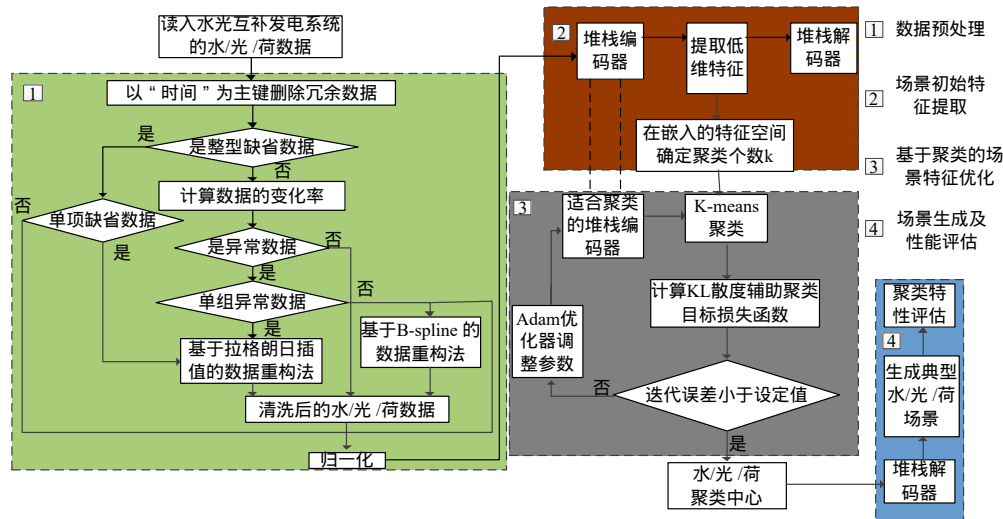 读入水光互补发电系统
的水/光 /荷数据
1
以“时间”为主键删除冗余数据
是
是整型缺省数据
否
计算数据的变化率
否
单项缺省数据
是
是异常数据
否
是
单组异常数据
否
是
基于B-spline 的
数据重构法
基于拉格朗日插
值的数据重构法
清洗后的水/光 /荷数据
归一化
2
堆栈编
码器
提取低
维特征
堆栈解
码器
在嵌入的特征空间
确定聚类个数k
3
适合聚类
的堆栈编
码器
K-means
聚类
计算KL散度辅助聚类
目标损失函数
Adam优
化器调
整参数
否
迭代误差小于设定值
是
水/光 /荷
聚类中心
1 数据预处理
2 场景初始特
征提取
3 基于聚类的场
景特征优化
4 场景生成及
性能评估
聚类特
性评估
4
生成典型
水/光 /荷
场景
堆栈解
码器